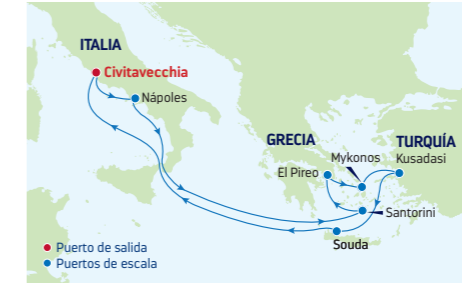 ITALIA
Civitavecchia
Nápoles
GRECIA
TURQUÍA
Mykonos
Kusadasi
El Pireo
Santorini
Souda
Puerto de salida
Puertos de escala